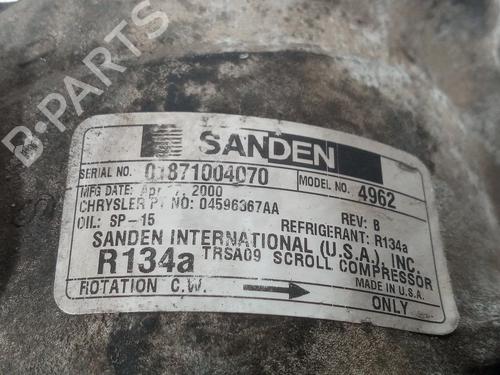 B-PARTS
SANDEN
SERIAL NO. 01871004070 MODEL NO. 4962
MFG DATE: Apr 2000
CHRYSLER NO: 04596367AA REV: B
OIL: SP-15 REFRIGERANT: R134a
SANDEN INTERNATIONAL (U.S.A.), INC.
R134a TRSA09 SCROLL COMPRESSOR
MADE IN U.S.A.
ROTATION C.W. ONLY